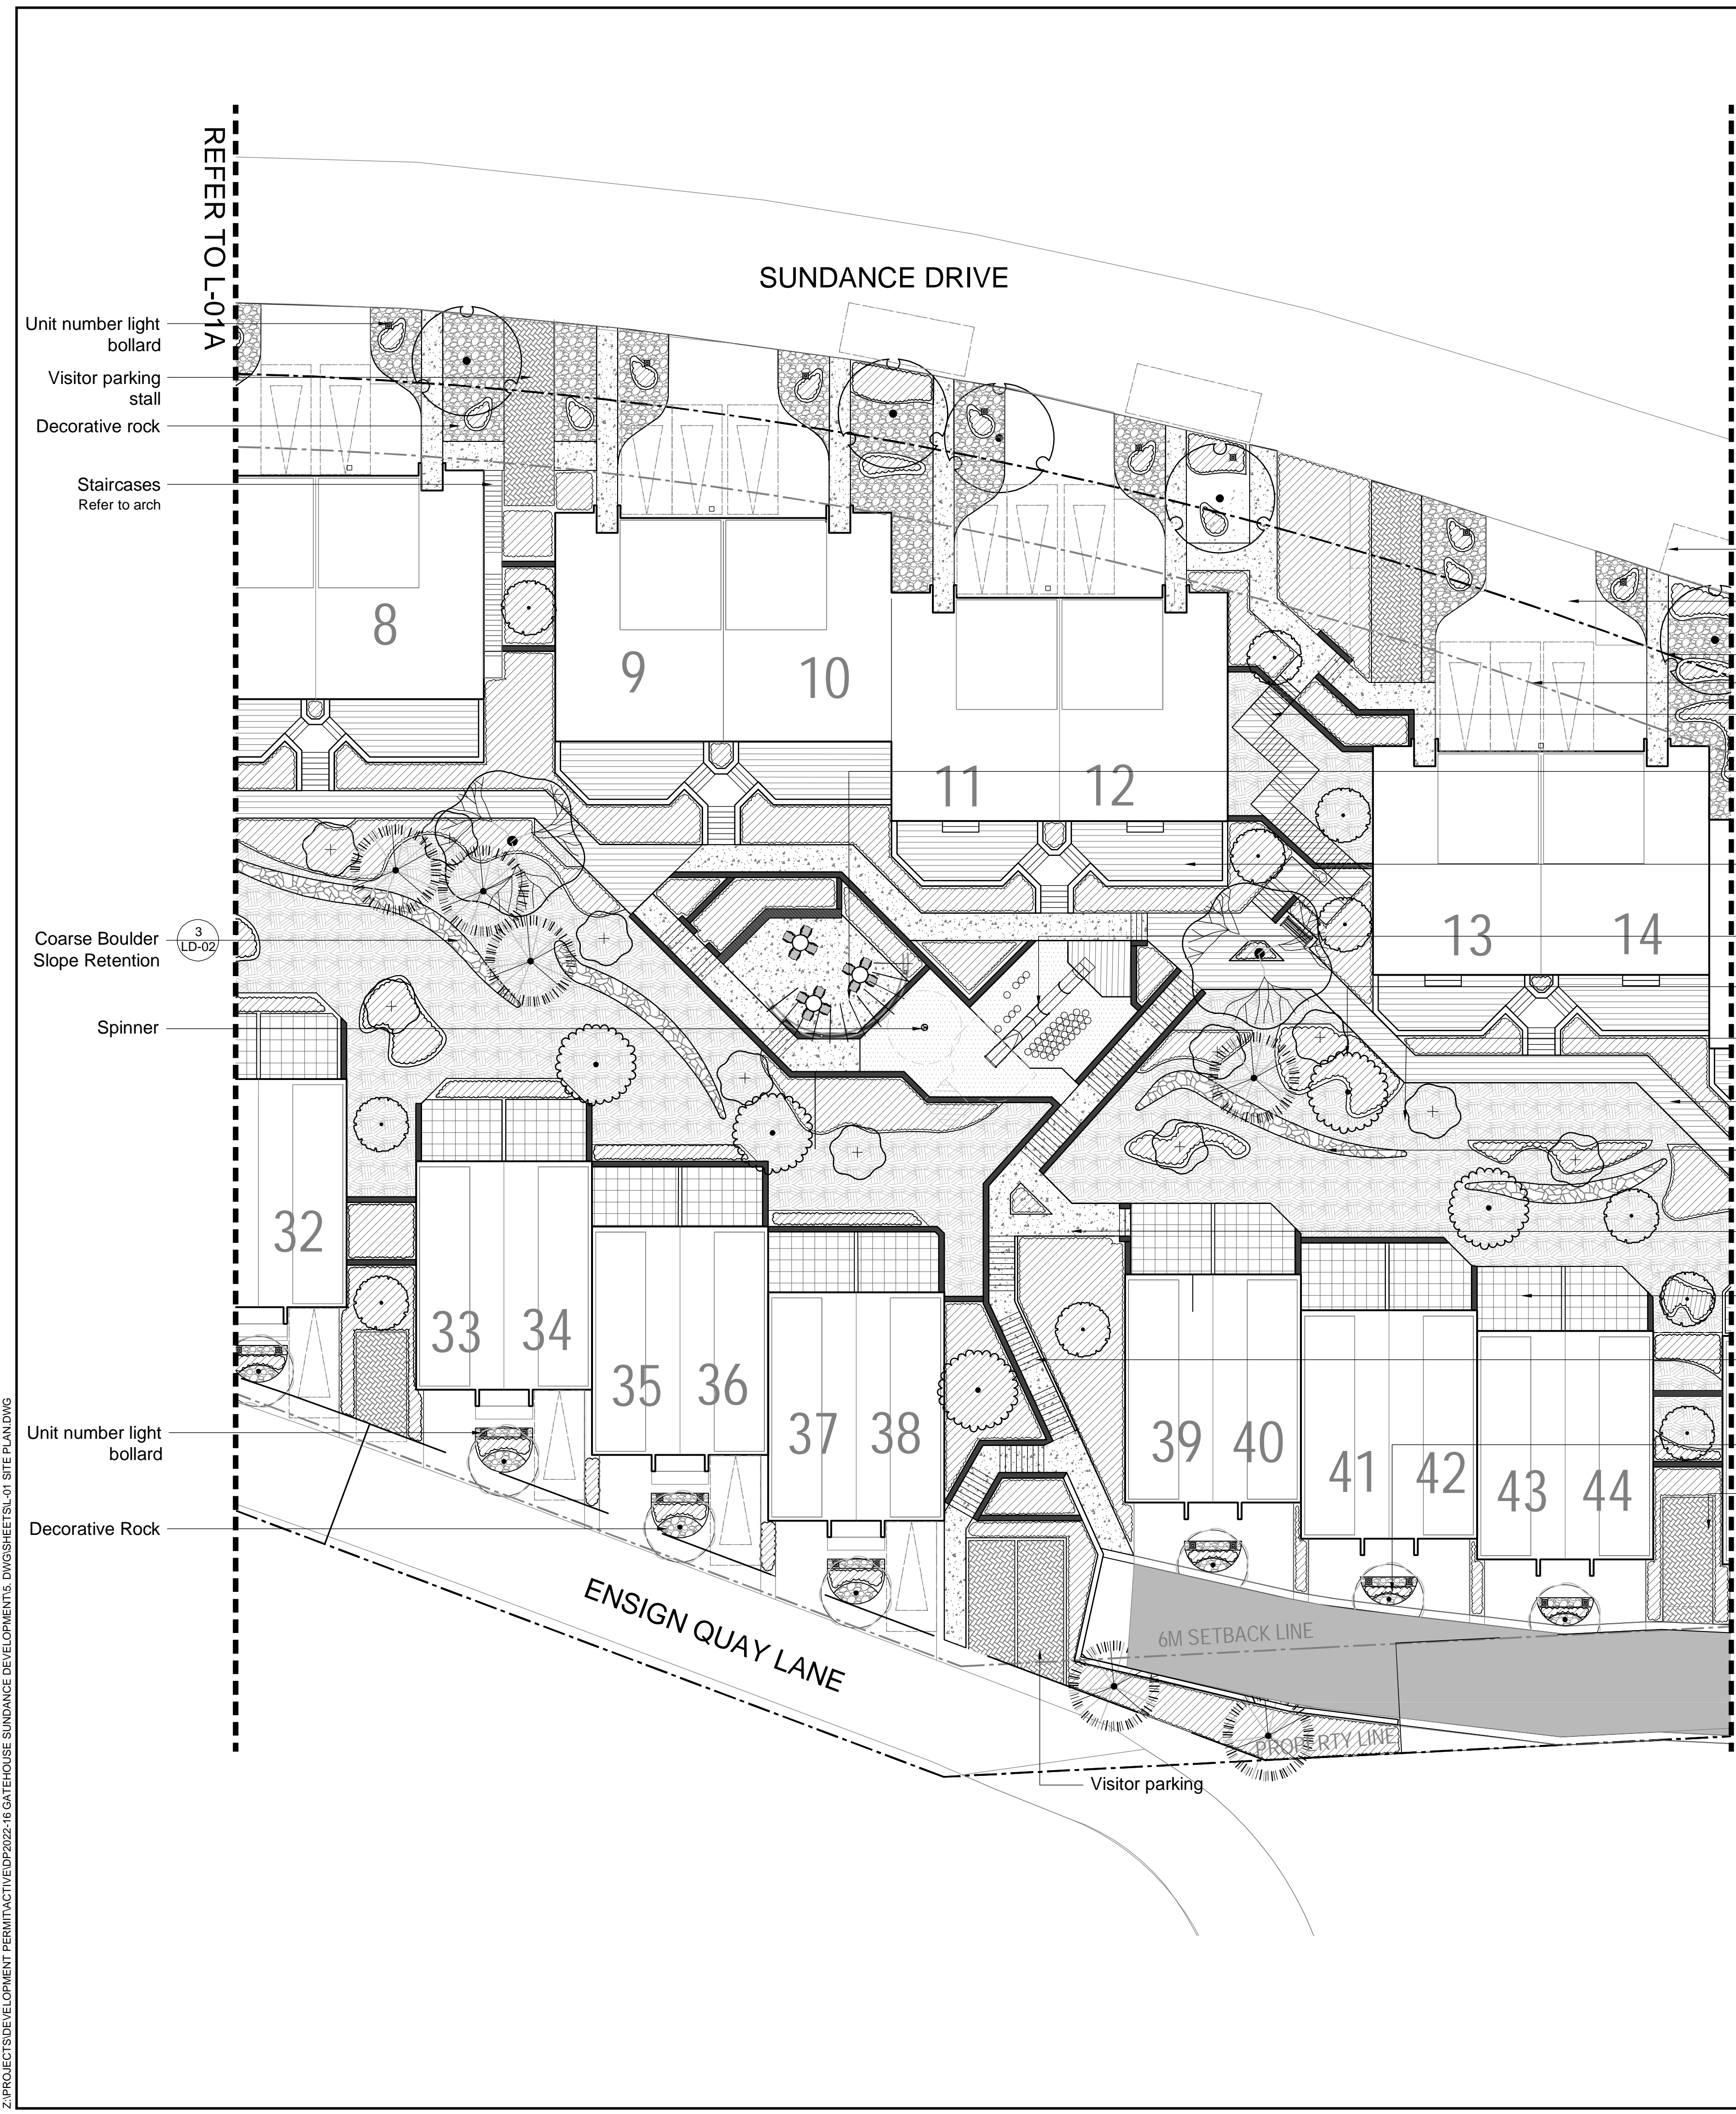 REFER TO L-01A
SUNDANCE DRIVE
Unit number light
bollard
Visitor parking
stall
Decorative rock
Staircases
Refer to arch
8
9
10
11
12
13
14
Coarse Boulder
Slope Retention
3
LD-02
Spinner
32
33
34
35
36
37
38
39
40
41
42
43
44
Unit number light
bollard
Decorative Rock
ENSIGN QUAY LANE
6M SETBACK LINE
PROPERTY LINE
Visitor parking
Z:\PROJECTS\DEVELOPMENT PERMIT\ACTIVE\DP2022-16 GATEHOUSE SUNDANCE DEVELOPMENT\5. DWG\SHEETS\L-01 SITE PLAN.DWG